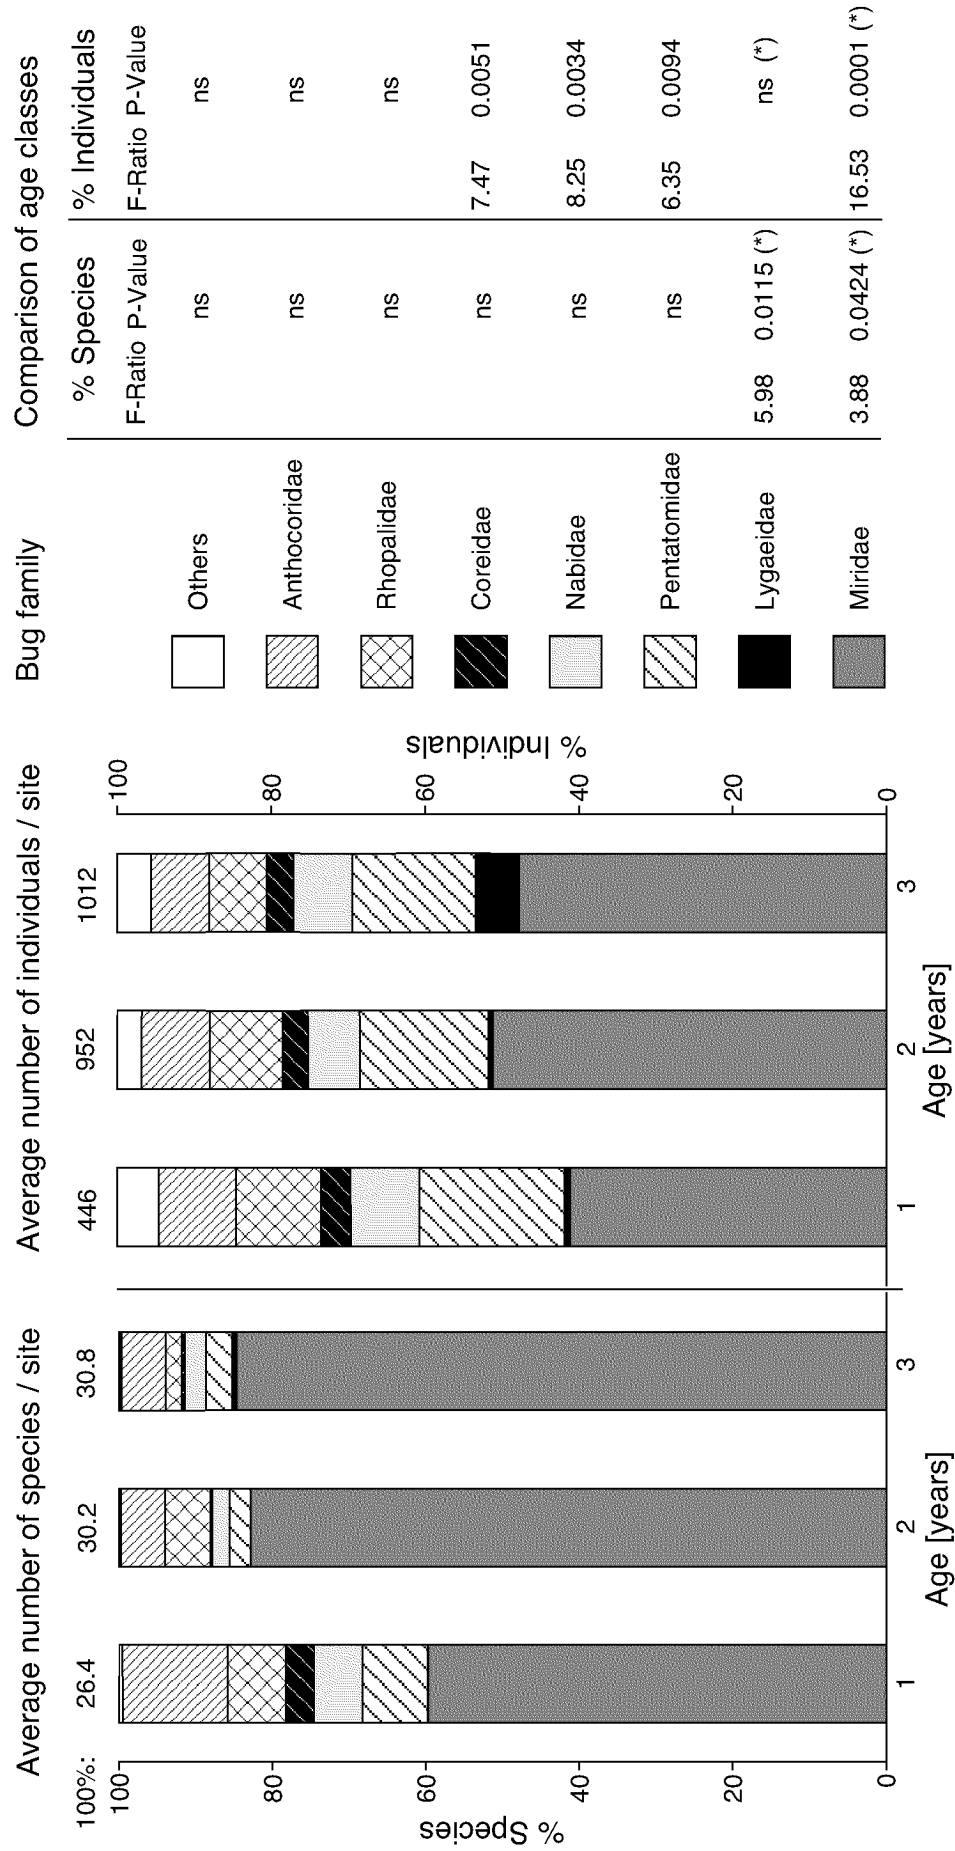 Average number of species / site
Average number of individuals / site
Bug family
Comparison of age classes
% Species
% Individuals
100%:
26.4
30.2
30.8
446
952
1012
F-Ratio P-Value
F-Ratio P-Value
100
80
60
40
20
0
% Species
100
80
60
40
20
0
% Individuals
Others
ns
ns
Anthocoridae
ns
ns
Rhopalidae
ns
ns
Coreidae
ns
7.47 0.0051
Nabidae
ns
8.25 0.0034
Pentatomidae
ns
6.35 0.0094
Lygaeidae
5.98 0.0115 (*)
ns (*)
Miridae
3.88 0.0424 (*)
16.53 0.0001 (*)
1
2
3
1
2
3
Age [years]
Age [years]